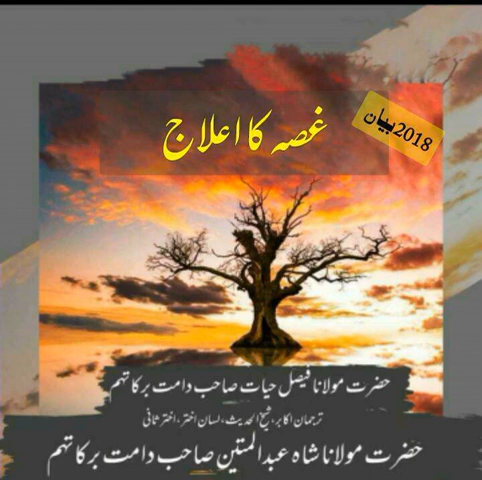 غصہ کا اعلاج
بیان 2018
حضرت مولانا فیصل حیات صاحب دامت برکاتہم
ترجمان اکابر، شیخ الحدیث، لسان اختر، اختر ثانی
حضرت مولانا شاہ عبدالمتین صاحب دامت برکاتہم